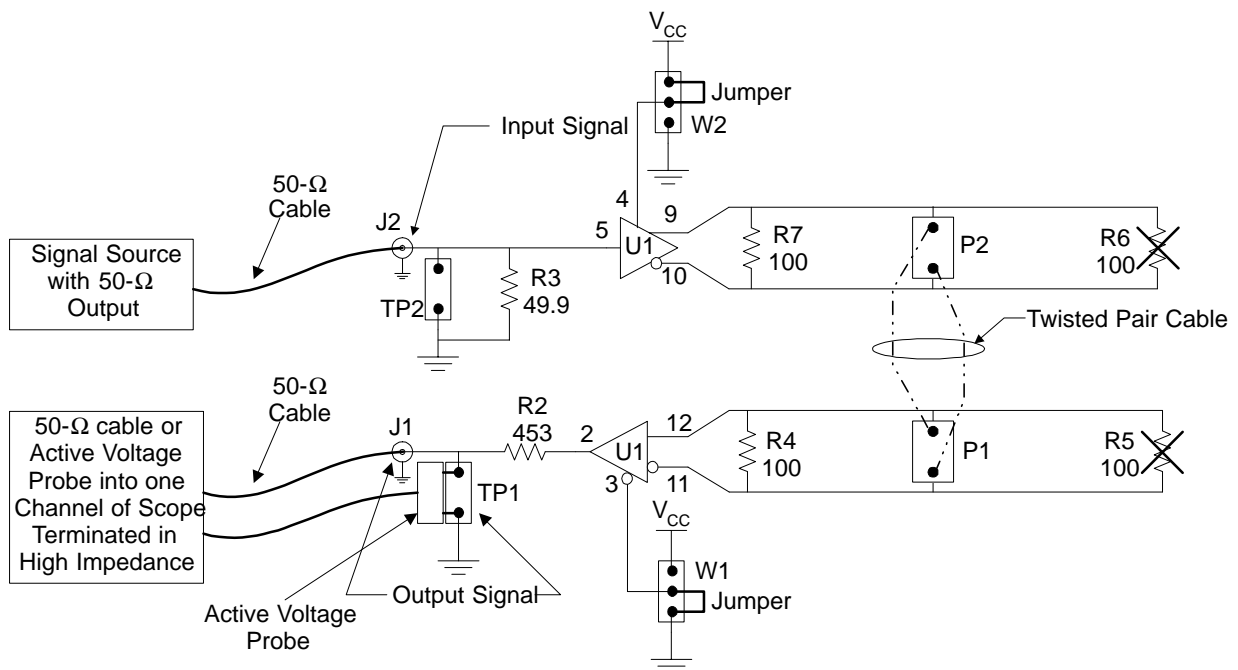 VCC
Jumper
W2
Input Signal
50-Ω
Cable
J2
4
5
U1
9
10
R7
100
P2
R6
100
Signal Source
with 50-Ω
Output
TP2
R3
49.9
Twisted Pair Cable
50-Ω
Cable
J1
R2
453
2
U1
12
11
3
R4
100
P1
R5
100
50-Ω cable or
Active Voltage
Probe into one
Channel of Scope
Terminated in
High Impedance
TP1
VCC
W1
Jumper
Output Signal
Active Voltage
Probe